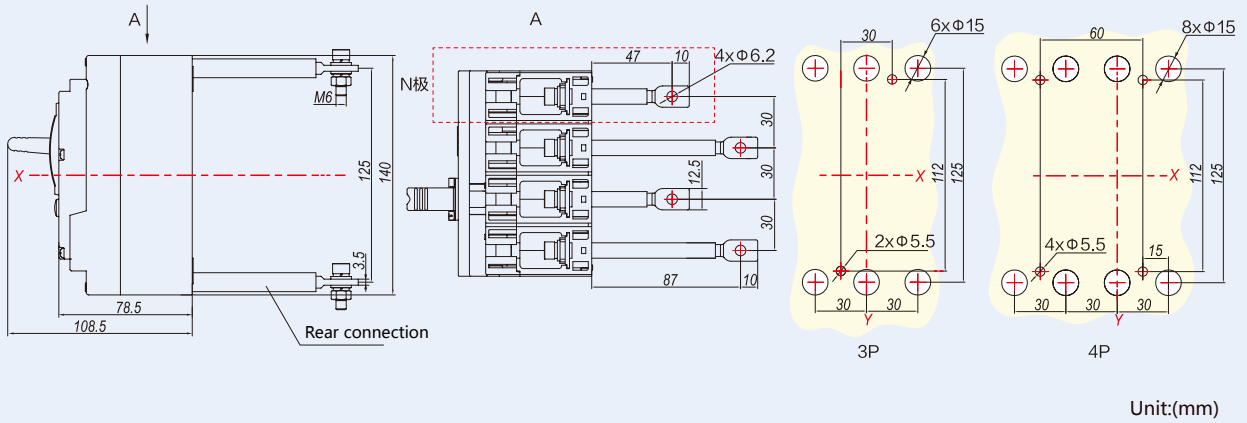 A
M6
X
125
140
3.5
78.5
108.5
Rear connection
A
N极
47
10
4xΦ6.2
30
30
12.5
30
87
10
6xΦ15
30
X
112
125
2xΦ5.5
30
30
Y
3P
8xΦ15
60
X
112
125
4xΦ5.5
15
30
30
30
Y
4P
Unit:(mm)